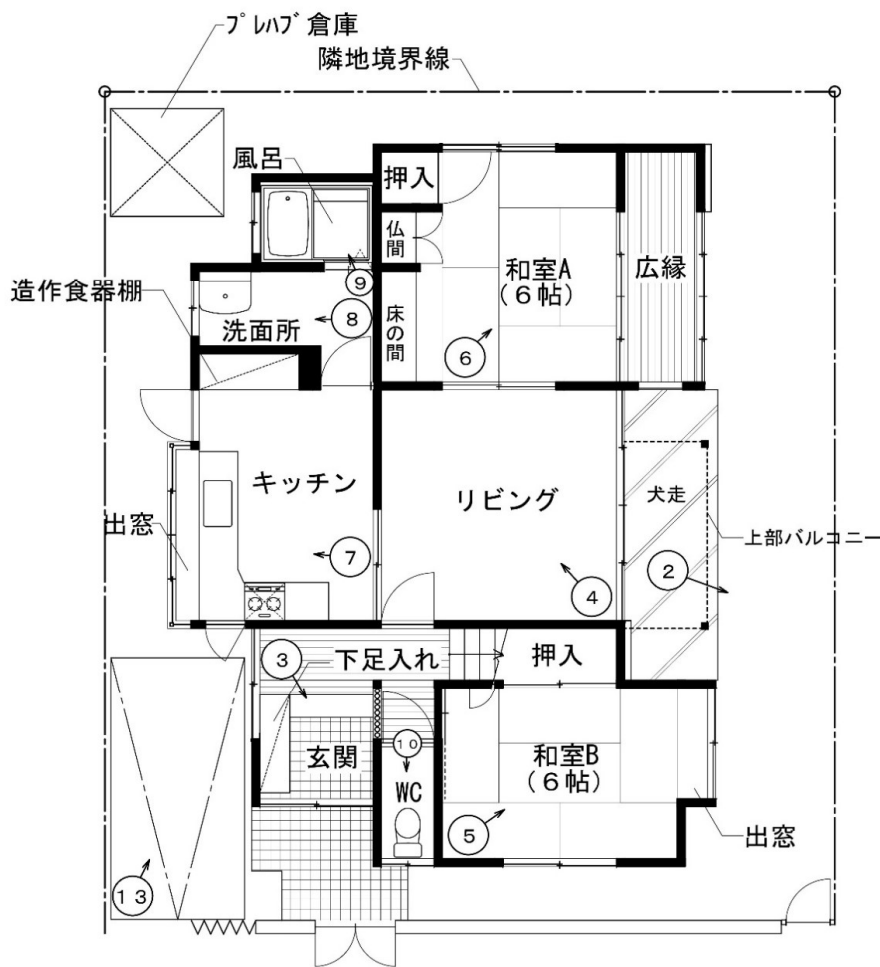 プレハブ倉庫
隣地境界線
風呂
押入
仏間
和室A
(6帖)
広縁
造作食器棚
洗面所
床の間
9
8
6
キッチン
リビング
犬走
出窓
上部バルコニー
7
4
2
3
下足入れ
押入
玄関
10
WC
和室B
(6帖)
5
出窓
13